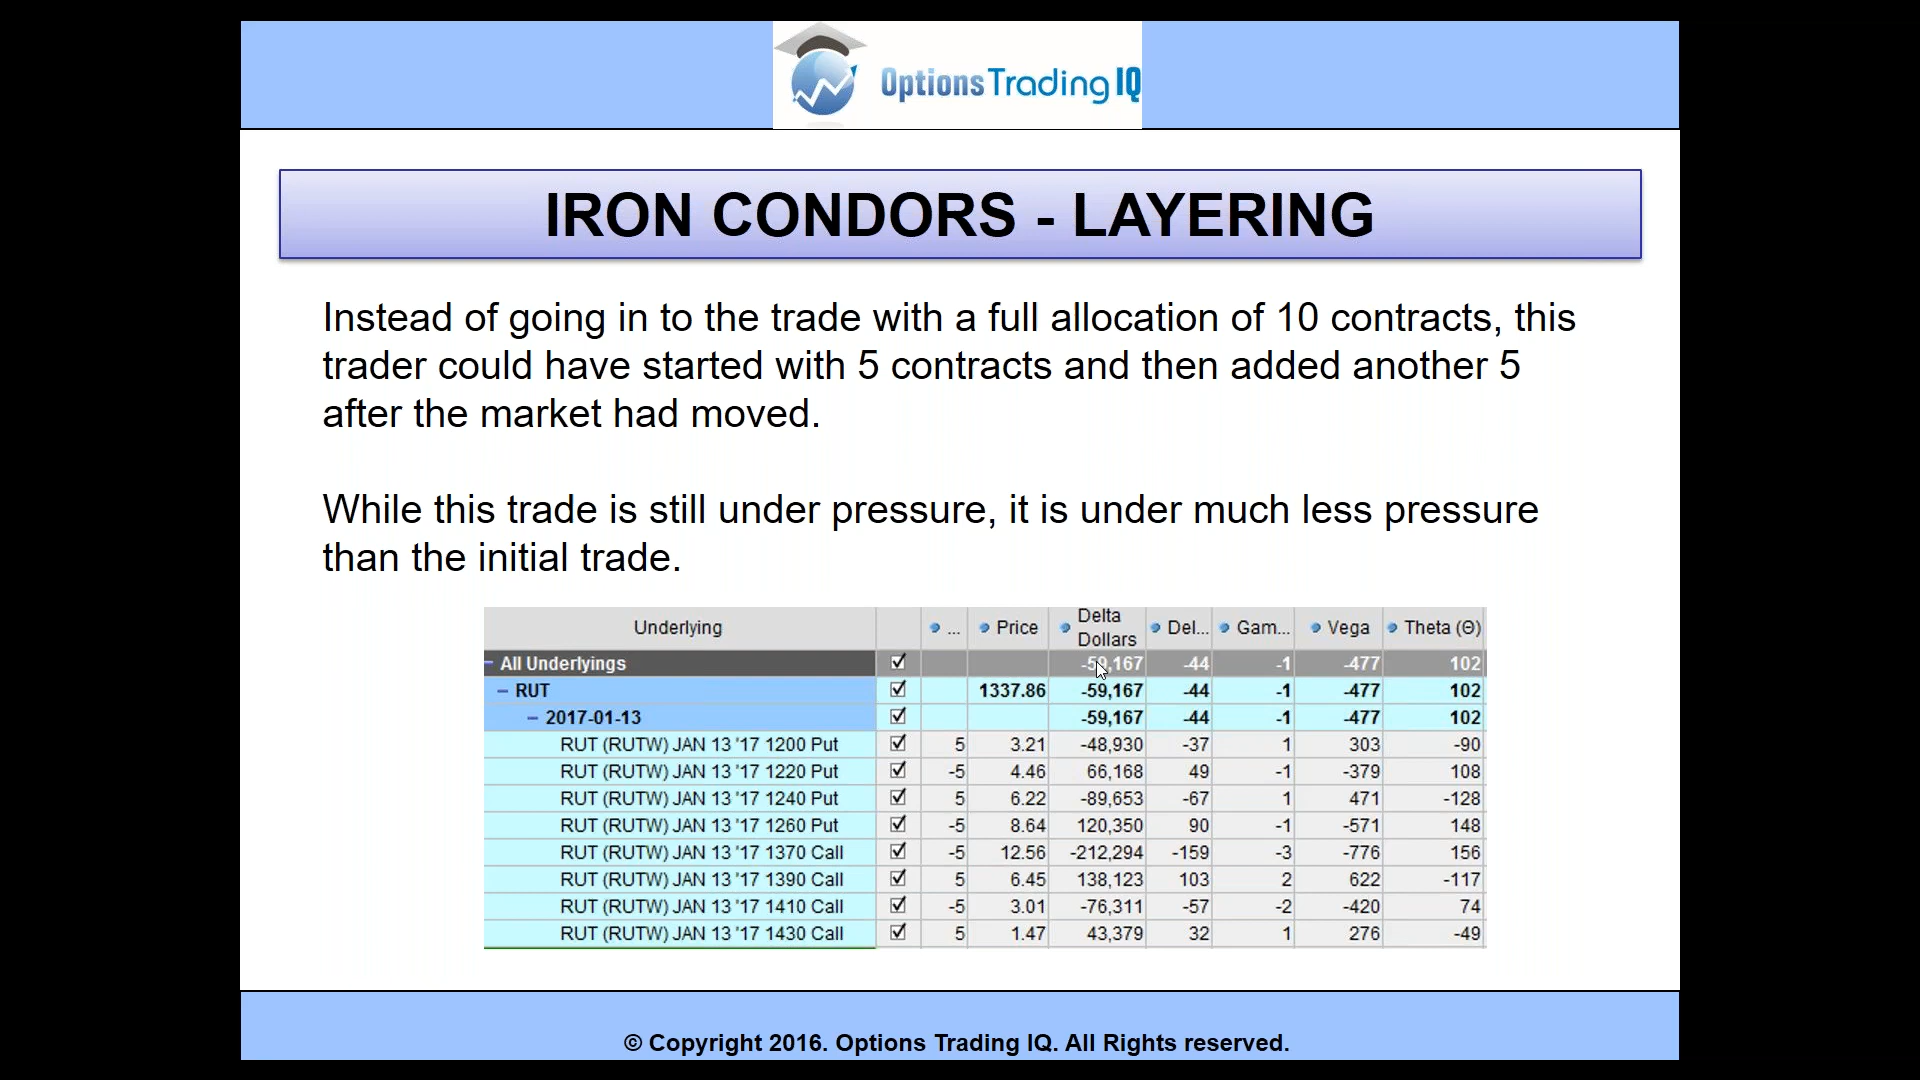 Options Trading IQ
IRON CONDORS - LAYERING
Instead of going in to the trade with a full allocation of 10 contracts, this
trader could have started with 5 contracts and then added another 5
after the market had moved.
While this trade is still under pressure, it is under much less pressure
than the initial trade.
Underlying ... Price Delta Dollars Del... Gam... Vega Theta (Θ)
All Underlyings -59,167 -44 -1 -477 102
RUT 1337.86 -59,167 -44 -1 -477 102
2017-01-13 -59,167 -44 -1 -477 102
RUT (RUTW) JAN 13 '17 1200 Put 5 3.21 -48,930 -37 1 303 -90
RUT (RUTW) JAN 13 '17 1220 Put -5 4.46 66,168 49 -1 -379 108
RUT (RUTW) JAN 13 '17 1240 Put 5 6.22 -89,653 -67 1 471 -128
RUT (RUTW) JAN 13 '17 1260 Put -5 8.64 120,350 90 -1 -571 148
RUT (RUTW) JAN 13 '17 1370 Call -5 12.56 -212,294 -159 -3 -776 156
RUT (RUTW) JAN 13 '17 1390 Call 5 6.45 138,123 103 2 622 -117
RUT (RUTW) JAN 13 '17 1410 Call -5 3.01 -76,311 -57 -2 -420 74
RUT (RUTW) JAN 13 '17 1430 Call 5 1.47 43,379 32 1 276 -49
© Copyright 2016. Options Trading IQ. All Rights reserved.